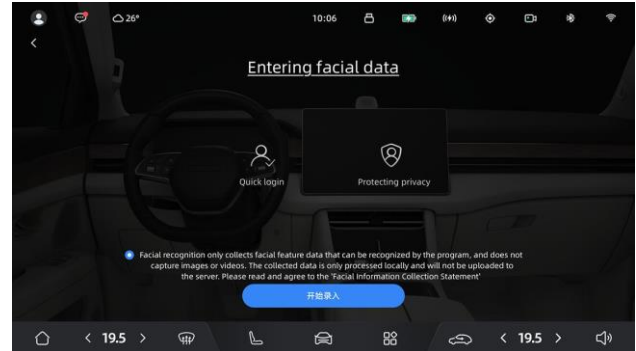 26°
10:06
Entering facial data
Quick login
Protecting privacy
Facial recognition only collects facial feature data that can be recognized by the program, and does not
capture images or videos. The collected data is only processed locally and will not be uploaded to
the server. Please read and agree to the 'Facial Information Collection Statement'
开始录入
< 19.5 >
< 19.5 >